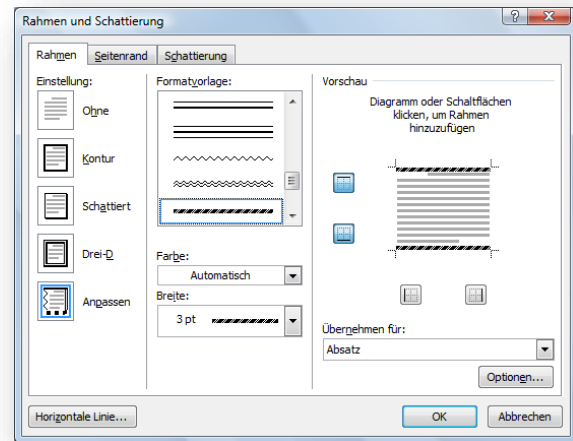 Rahmen und Schattierung
Rahmen
Seitenrand
Schattierung
Einstellung:
Ohne
Kontur
Schattiert
Drei-D
Anpassen
Formatvorlage:
Farbe:
Automatisch
Breite:
3 pt
Vorschau
Diagramm oder Schaltflächen
klicken, um Rahmen
hinzuzufügen
Übernehmen für:
Absatz
Optionen...
Horizontale Linie...
OK
Abbrechen